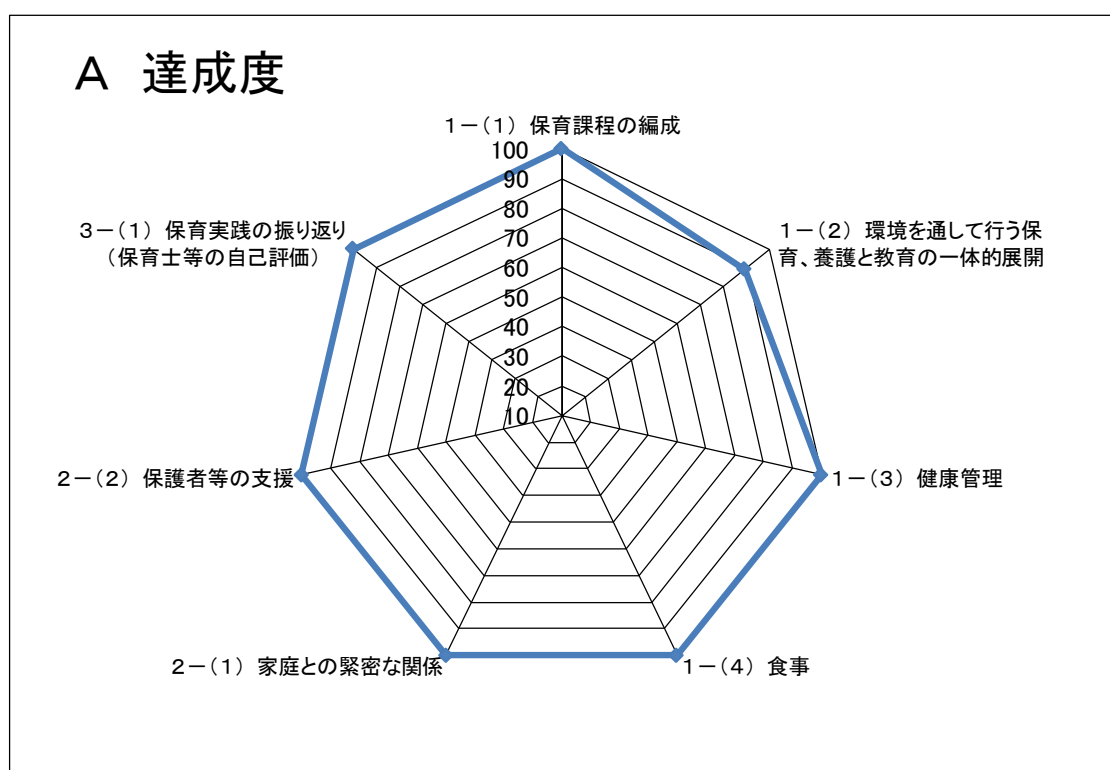 A 達成度
1－(1) 保育課程の編成
100
90
80
70
60
50
40
30
20
10
1－(2) 環境を通して行う保
育、養護と教育の一体的展開
1－(3) 健康管理
1－(4) 食事
2－(1) 家庭との緊密な関係
2－(2) 保護者等の支援
3－(1) 保育実践の振り返り
（保育士等の自己評価）